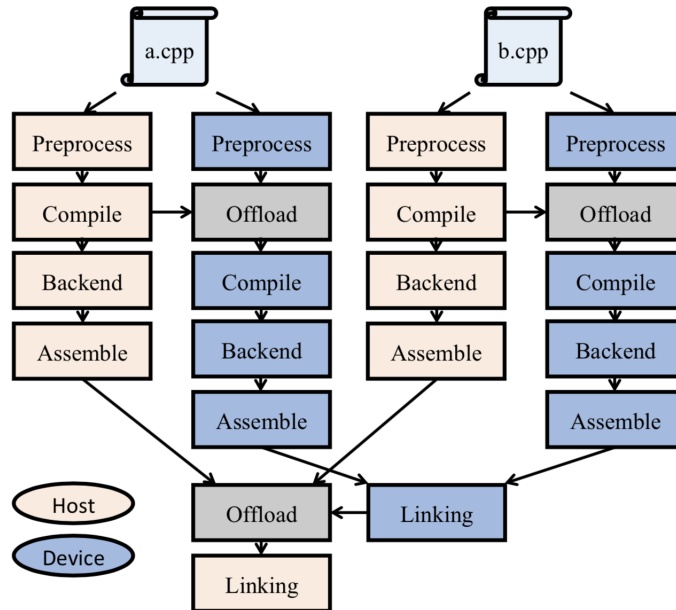 a.cpp
b.cpp
Preprocess
Preprocess
Preprocess
Preprocess
Compile
Offload
Compile
Offload
Backend
Compile
Backend
Compile
Assemble
Backend
Assemble
Backend
Assemble
Assemble
Host
Offload
Linking
Device
Linking